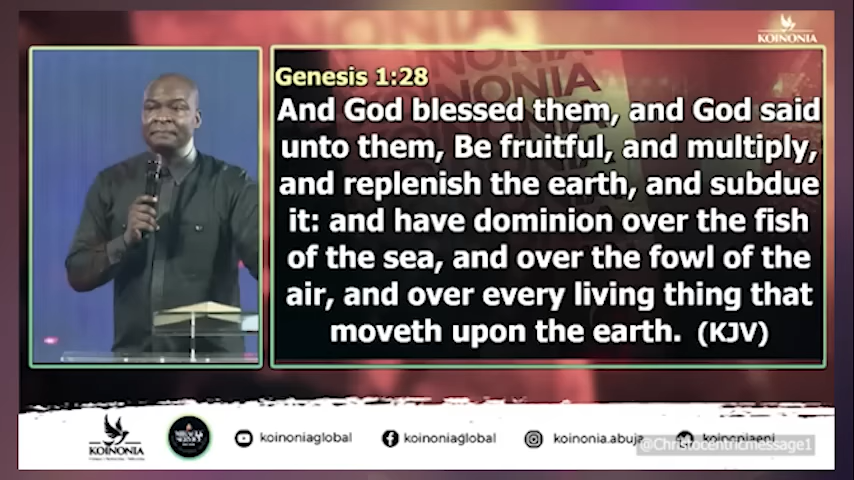 KOINONIA
Genesis 1:28
And God blessed them, and God said
unto them, Be fruitful, and multiply,
and replenish the earth, and subdue
it: and have dominion over the fish
of the sea, and over the fowl of the
air, and over every living thing that
moveth upon the earth. (KJV)
KOINONIA
MIRACLE SERVICE
koinoniaglobal
koinoniaglobal
koinonia.abuja
@Christocentricmessage1